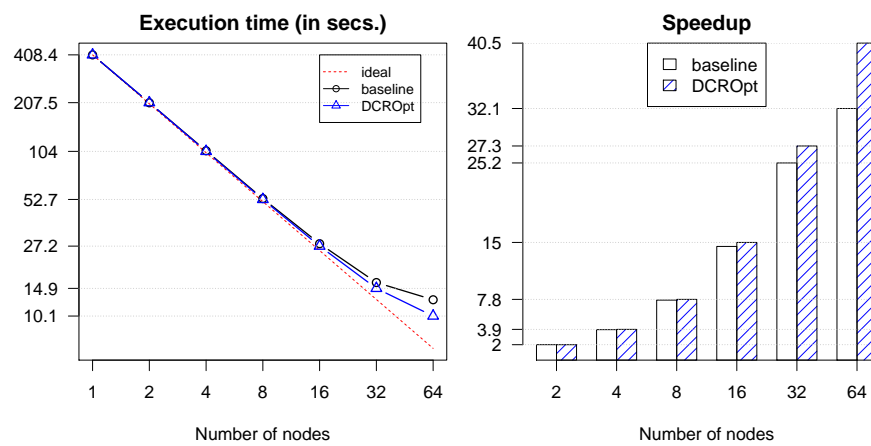 Execution time (in secs.)
408.4
207.5
104
52.7
27.2
14.9
10.1
ideal
baseline
DCROpt
1 2 4 8 16 32 64
Number of nodes
Speedup
40.5
32.1
27.3
25.2
15
7.8
3.9
2
baseline
DCROpt
2 4 8 16 32 64
Number of nodes